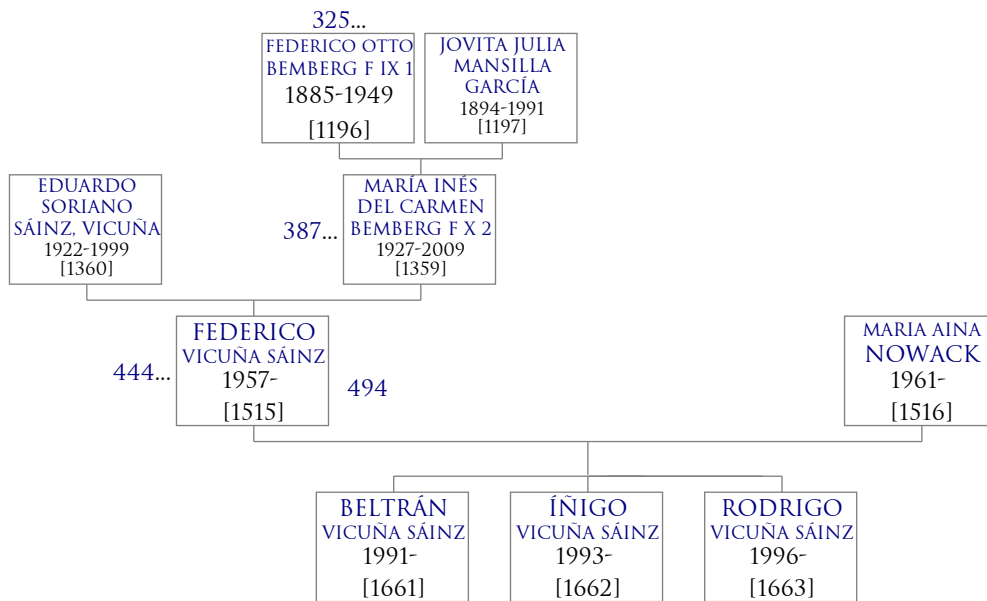 325...
FEDERICO OTTO
BEMBERG F IX 1
1885-1949
[1196]
JOVITA JULIA
MANSILLA
GARCÍA
1894-1991
[1197]
EDUARDO
SORIANO
SÁINZ, VICUÑA
1922-1999
[1360]
387...
MARÍA INÉS
DEL CARMEN
BEMBERG F X 2
1927-2009
[1359]
444...
FEDERICO
VICUÑA SÁINZ
1957-
[1515]
494
MARIA AINA
NOWACK
1961-
[1516]
BELTRÁN
VICUÑA SÁINZ
1991-
[1661]
ÍÑIGO
VICUÑA SÁINZ
1993-
[1662]
RODRIGO
VICUÑA SÁINZ
1996-
[1663]